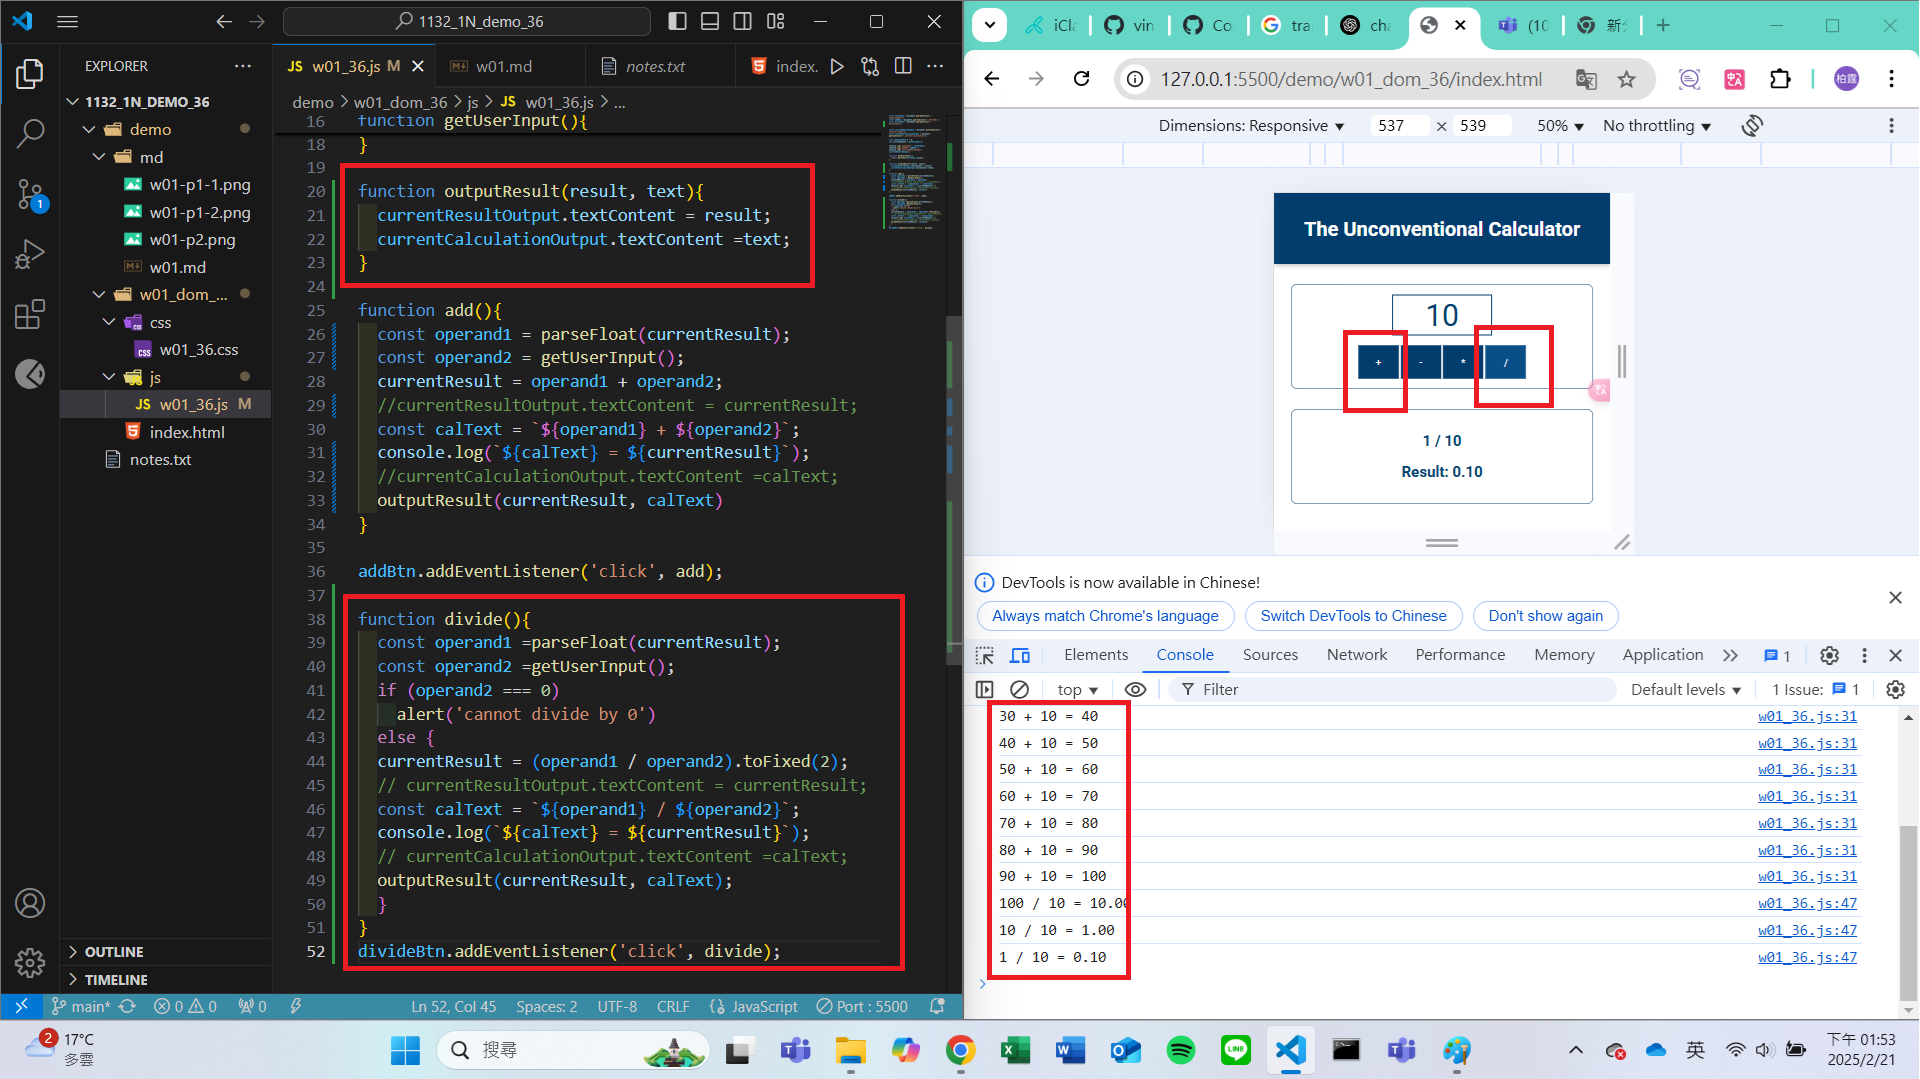 1132_1N_demo_36
EXPLORER
1132_1N_DEMO_36
demo
md
w01-p1-1.png
w01-p1-2.png
w01-p2.png
w01.md
w01_dom_...
css
w01_36.css
js
JS w01_36.js M
index.html
notes.txt
OUTLINE
TIMELINE
JS w01_36.js M
w01.md
notes.txt
index.
demo > w01_dom_36 > js > JS w01_36.js > ...
16 function getUserInput(){
18 }
19
20 function outputResult(result, text){
21 currentResultOutput.textContent = result;
22 currentCalculationOutput.textContent =text;
23 }
24
25 function add(){
26 const operand1 = parseFloat(currentResult);
27 const operand2 = getUserInput();
28 currentResult = operand1 + operand2;
29 //currentResultOutput.textContent = currentResult;
30 const calText = `${operand1} + ${operand2}`;
31 console.log(`${calText} = ${currentResult}`);
32 //currentCalculationOutput.textContent =calText;
33 outputResult(currentResult, calText)
34 }
35
36 addBtn.addEventListener('click', add);
37
38 function divide(){
39 const operand1 =parseFloat(currentResult);
40 const operand2 =getUserInput();
41 if (operand2 === 0)
42 alert('cannot divide by 0')
43 else {
44 currentResult = (operand1 / operand2).toFixed(2);
45 // currentResultOutput.textContent = currentResult;
46 const calText = `${operand1} / ${operand2}`;
47 console.log(`${calText} = ${currentResult}`);
48 // currentCalculationOutput.textContent =calText;
49 outputResult(currentResult, calText);
50 }
51 }
52 divideBtn.addEventListener('click', divide);
main* 0 0 0 Ln 52, Col 45 Spaces: 2 UTF-8 CRLF JavaScript Port : 5500
iCl vin Co tra cha (10 新
127.0.0.1:5500/demo/w01_dom_36/index.html
柏霆
Dimensions: Responsive 537 × 539 50% No throttling
The Unconventional Calculator
10
+ - * /
1 / 10
Result: 0.10
DevTools is now available in Chinese!
Always match Chrome's language Switch DevTools to Chinese Don't show again
Elements Console Sources Network Performance Memory Application 1
top Filter Default levels 1 Issue: 1
30 + 10 = 40 w01_36.js:31
40 + 10 = 50 w01_36.js:31
50 + 10 = 60 w01_36.js:31
60 + 10 = 70 w01_36.js:31
70 + 10 = 80 w01_36.js:31
80 + 10 = 90 w01_36.js:31
90 + 10 = 100 w01_36.js:31
100 / 10 = 10.00 w01_36.js:47
10 / 10 = 1.00 w01_36.js:47
1 / 10 = 0.10 w01_36.js:47
2 17°C
多雲
搜尋
英
下午 01:53
2025/2/21